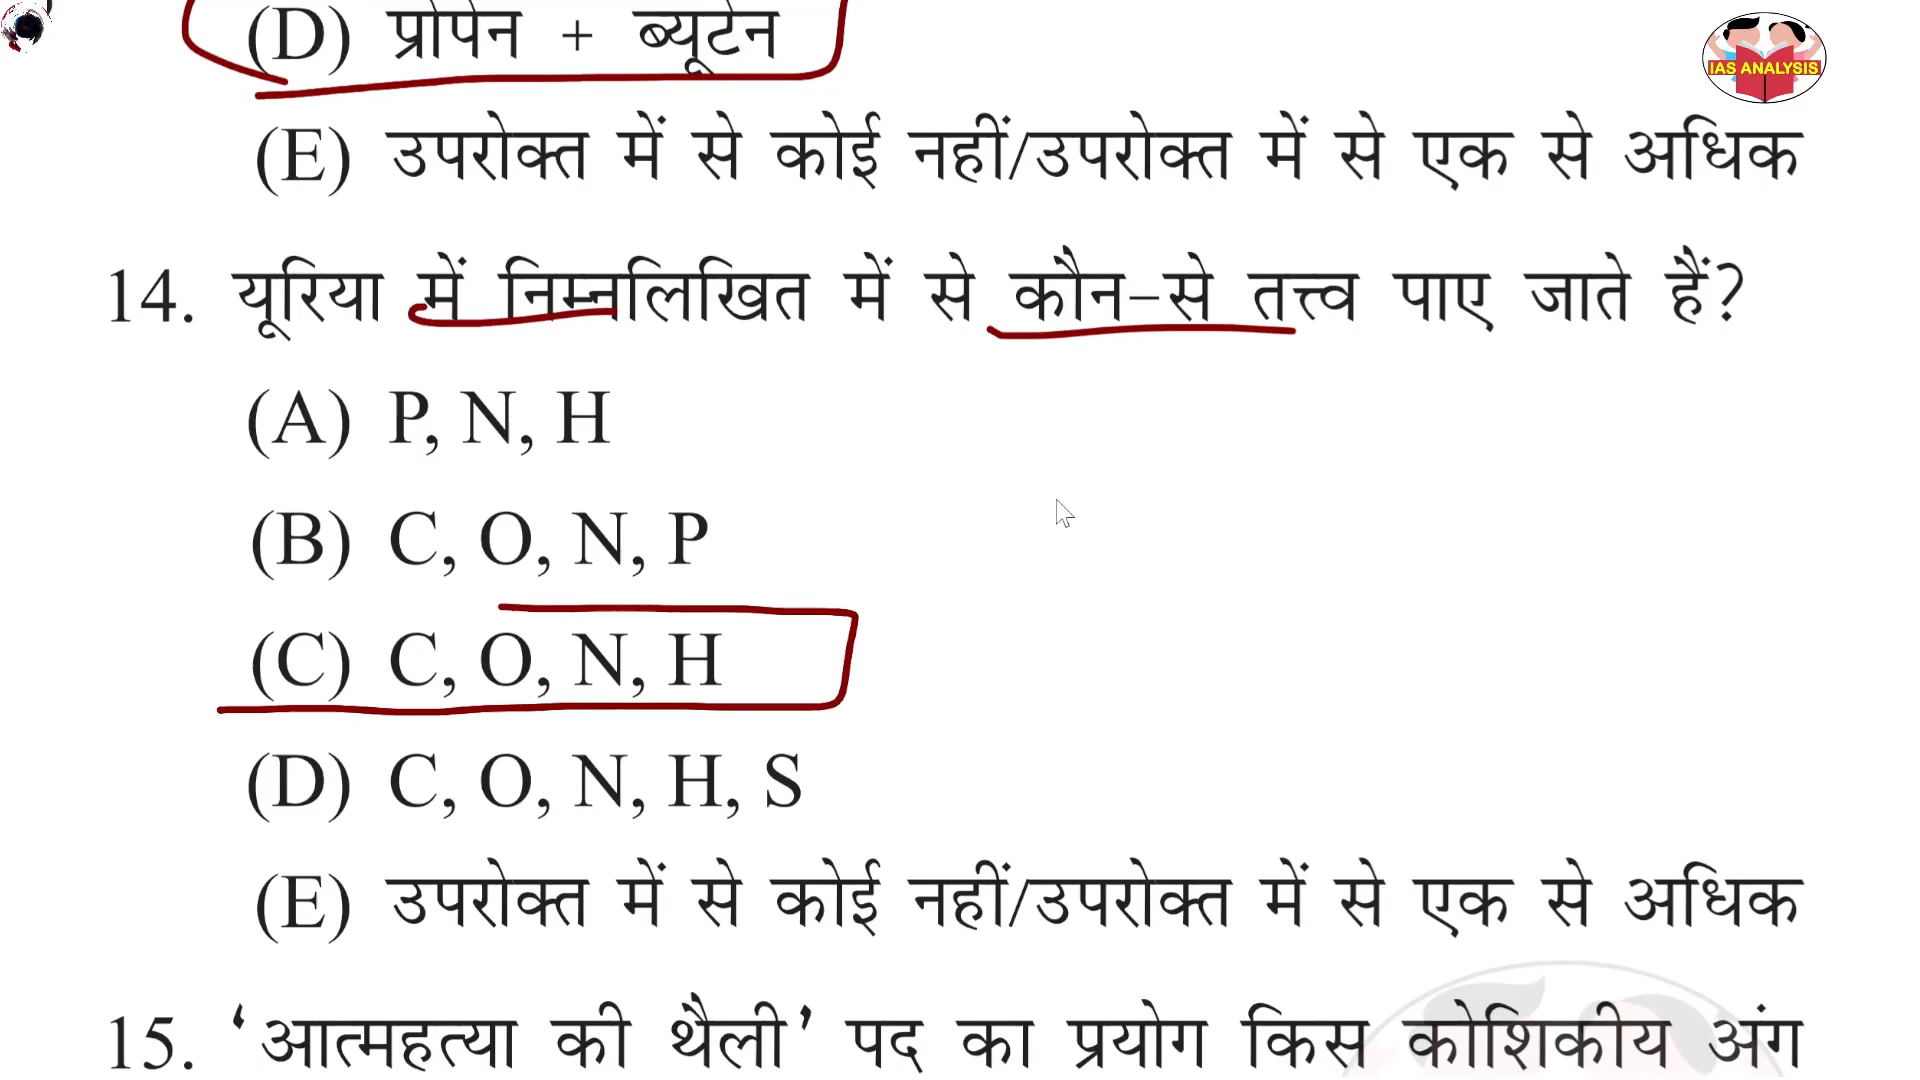 (D) प्रोपेन + ब्यूटेन
IAS ANALYSIS
(E) उपरोक्त में से कोई नहीं/उपरोक्त में से एक से अधिक
14. यूरिया में निम्नलिखित में से कौन-से तत्त्व पाए जाते हैं?
(A) P, N, H
(B) C, O, N, P
(C) C, O, N, H
(D) C, O, N, H, S
(E) उपरोक्त में से कोई नहीं/उपरोक्त में से एक से अधिक
15. ‘आत्महत्या की थैली’ पद का प्रयोग किस कोशिकीय अंग